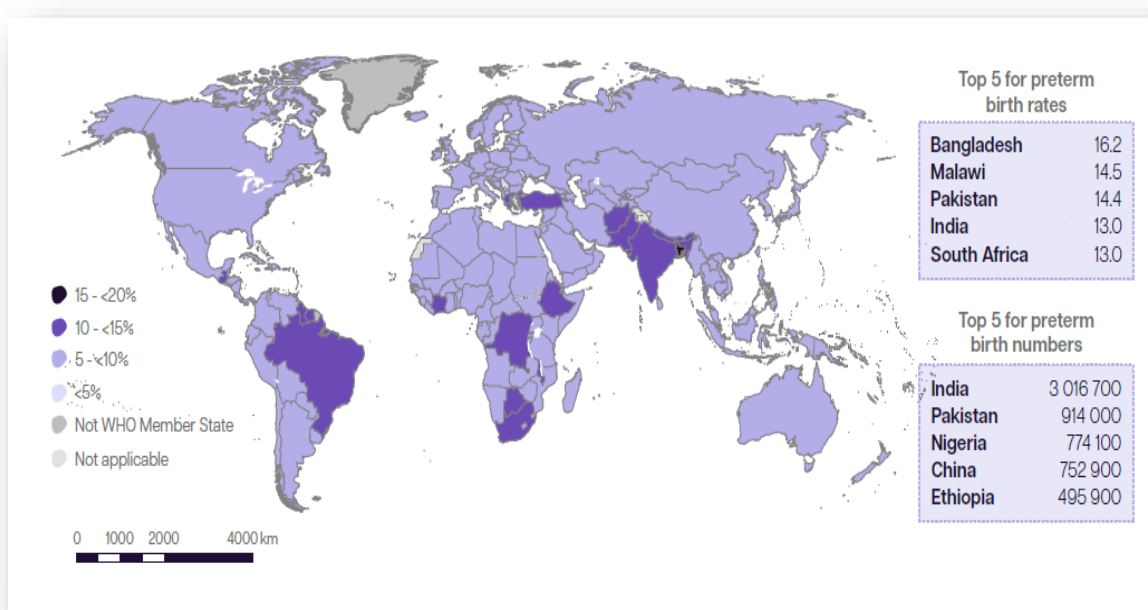 Top 5 for preterm
birth rates
Bangladesh 16.2
Malawi 14.5
Pakistan 14.4
India 13.0
South Africa 13.0
15 - <20%
10 - <15%
5 - <10%
<5%
Not WHO Member State
Not applicable
Top 5 for preterm
birth numbers
India 3 016 700
Pakistan 914 000
Nigeria 774 100
China 752 900
Ethiopia 495 900
0 1000 2000 4000 km